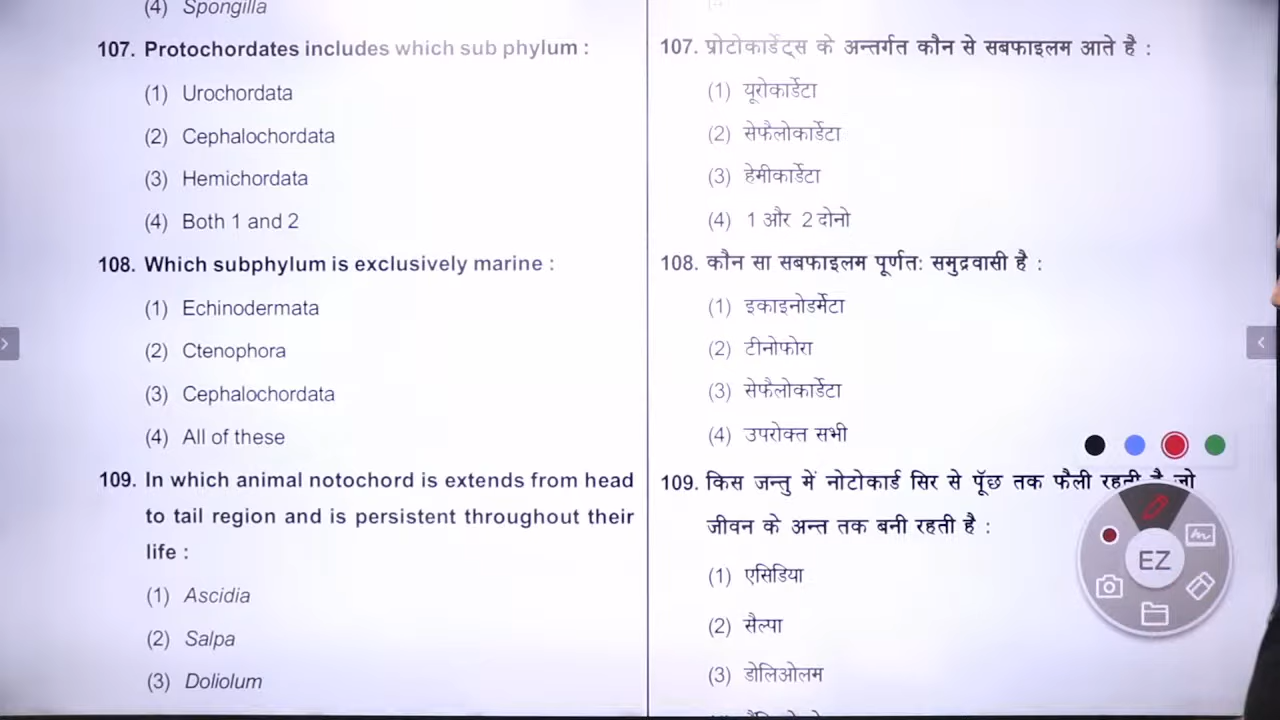 (4) Spongilla
107. Protochordates includes which sub phylum :
(1) Urochordata
(2) Cephalochordata
(3) Hemichordata
(4) Both 1 and 2
108. Which subphylum is exclusively marine :
(1) Echinodermata
(2) Ctenophora
(3) Cephalochordata
(4) All of these
109. In which animal notochord is extends from head
to tail region and is persistent throughout their
life :
(1) Ascidia
(2) Salpa
(3) Doliolum
107. प्रोटोकार्डेट्स के अन्तर्गत कौन से सबफाइलम आते है :
(1) यूरोकार्डेटा
(2) सेफैलोकार्डेटा
(3) हेमीकार्डेटा
(4) 1 और 2 दोनो
108. कौन सा सबफाइलम पूर्णतः समुद्रवासी है :
(1) इकाइनोडर्मेटा
(2) टीनोफोरा
(3) सेफैलोकार्डेटा
(4) उपरोक्त सभी
109. किस जन्तु में नोटोकार्ड सिर से पूँछ तक फैली रहती है जो
जीवन के अन्त तक बनी रहती है :
(1) एसिडिया
(2) सैल्पा
(3) डोलिओलम
EZ